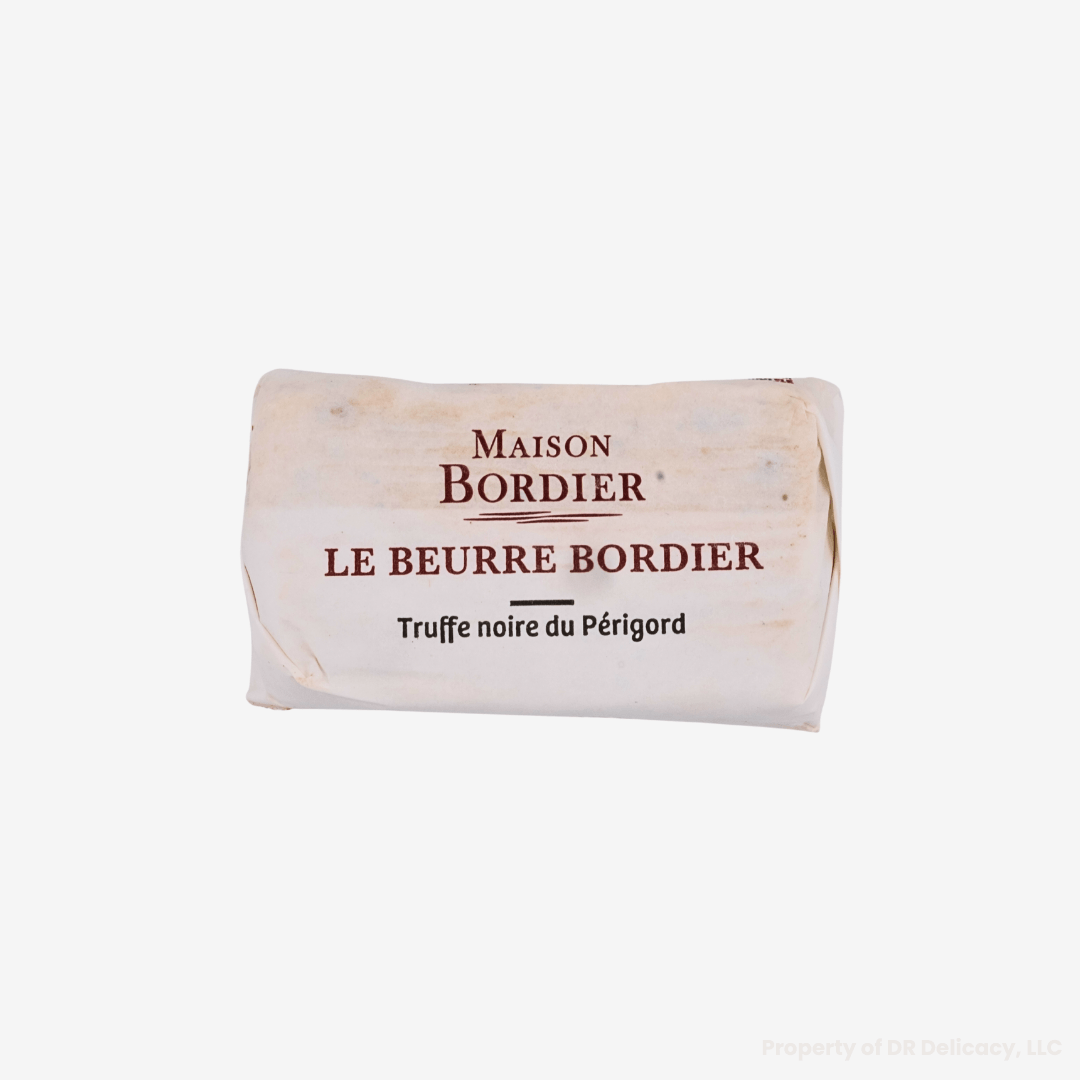 MAISON
BORDIER
LE BEURRE BORDIER
Truffe noire du Périgord
Property of DR Delicacy, LLC